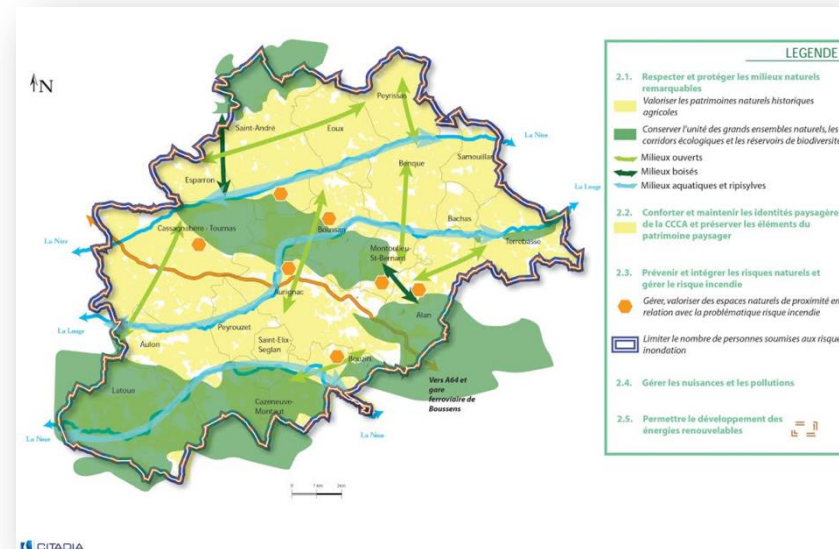 N
Peyrissas
Saint-André
Eoux
La Nère
Benque
Samouillan
Esparron
La Louge
Cassagnabère - Tournas
Boussan
Bachas
La Nère
Montoulieu-
St-Bernard
Terrebasse
Aurignac
Alan
La Louge
Peyrouzet
Aulon
Saint-Elix
Seglan
Bouzin
Latoue
Vers A64 et
gare
ferroviaire de
Boussens
Cazeneuve-
Montaut
La Nère
0 1 km 2km
LEGENDE
2.1. Respecter et protéger les milieux naturels
remarquables
Valoriser les patrimoines naturels historiques
agricoles
Conserver l'unité des grands ensembles naturels, les
corridors écologiques et les réservoirs de biodiversité
Milieux ouverts
Milieux boisés
Milieux aquatiques et ripisylves
2.2. Conforter et maintenir les identités paysagères
de la CCCA et préserver les éléments du
patrimoine paysager
2.3. Prévenir et intégrer les risques naturels et
gérer le risque incendie
Gérer, valoriser des espaces naturels de proximité en
relation avec la problématique risque incendie
Limiter le nombre de personnes soumises aux risque
inondation
2.4. Gérer les nuisances et les pollutions
2.5. Permettre le développement des
énergies renouvelables
CITADIA